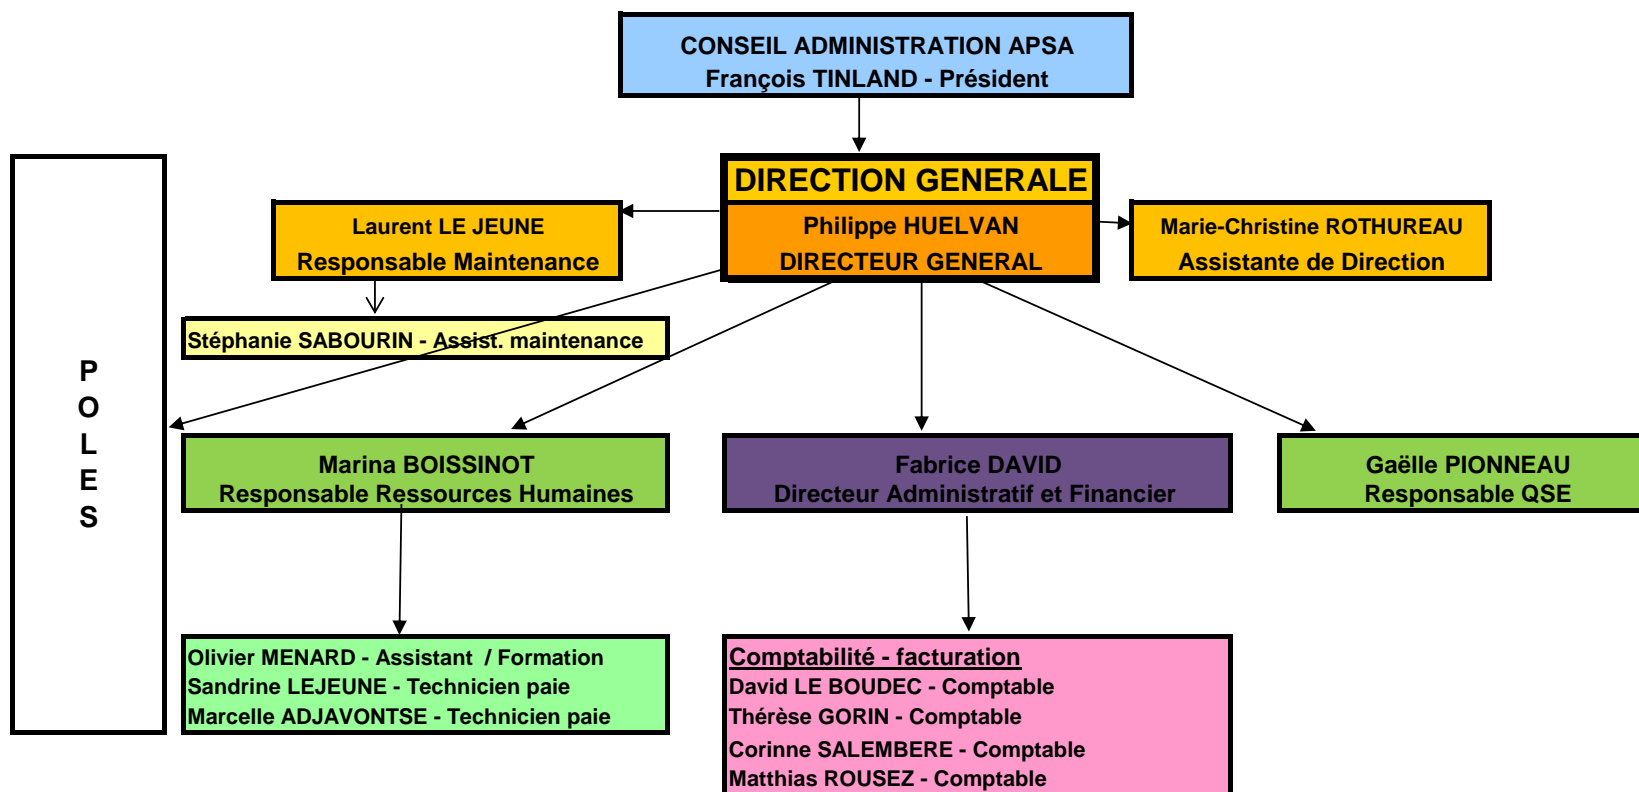 CONSEIL ADMINISTRATION APSA
François TINLAND - Président
DIRECTION GENERALE
Philippe HUELVAN
DIRECTEUR GENERAL
Laurent LE JEUNE
Responsable Maintenance
Marie-Christine ROTHUREAU
Assistante de Direction
Stéphanie SABOURIN - Assist. maintenance
P
O
L
E
S
Marina BOISSINOT
Responsable Ressources Humaines
Fabrice DAVID
Directeur Administratif et Financier
Gaëlle PIONNEAU
Responsable QSE
Olivier MENARD - Assistant / Formation
Sandrine LEJEUNE - Technicien paie
Marcelle ADJAVONTSE - Technicien paie
Comptabilité - facturation
David LE BOUDEC - Comptable
Thérèse GORIN - Comptable
Corinne SALEMBERE - Comptable
Matthias ROUSEZ - Comptable